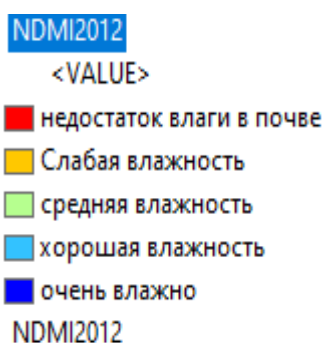 NDMI2012
<VALUE>
недостаток влаги в почве
Слабая влажность
средняя влажность
хорошая влажность
очень влажно
NDMI2012